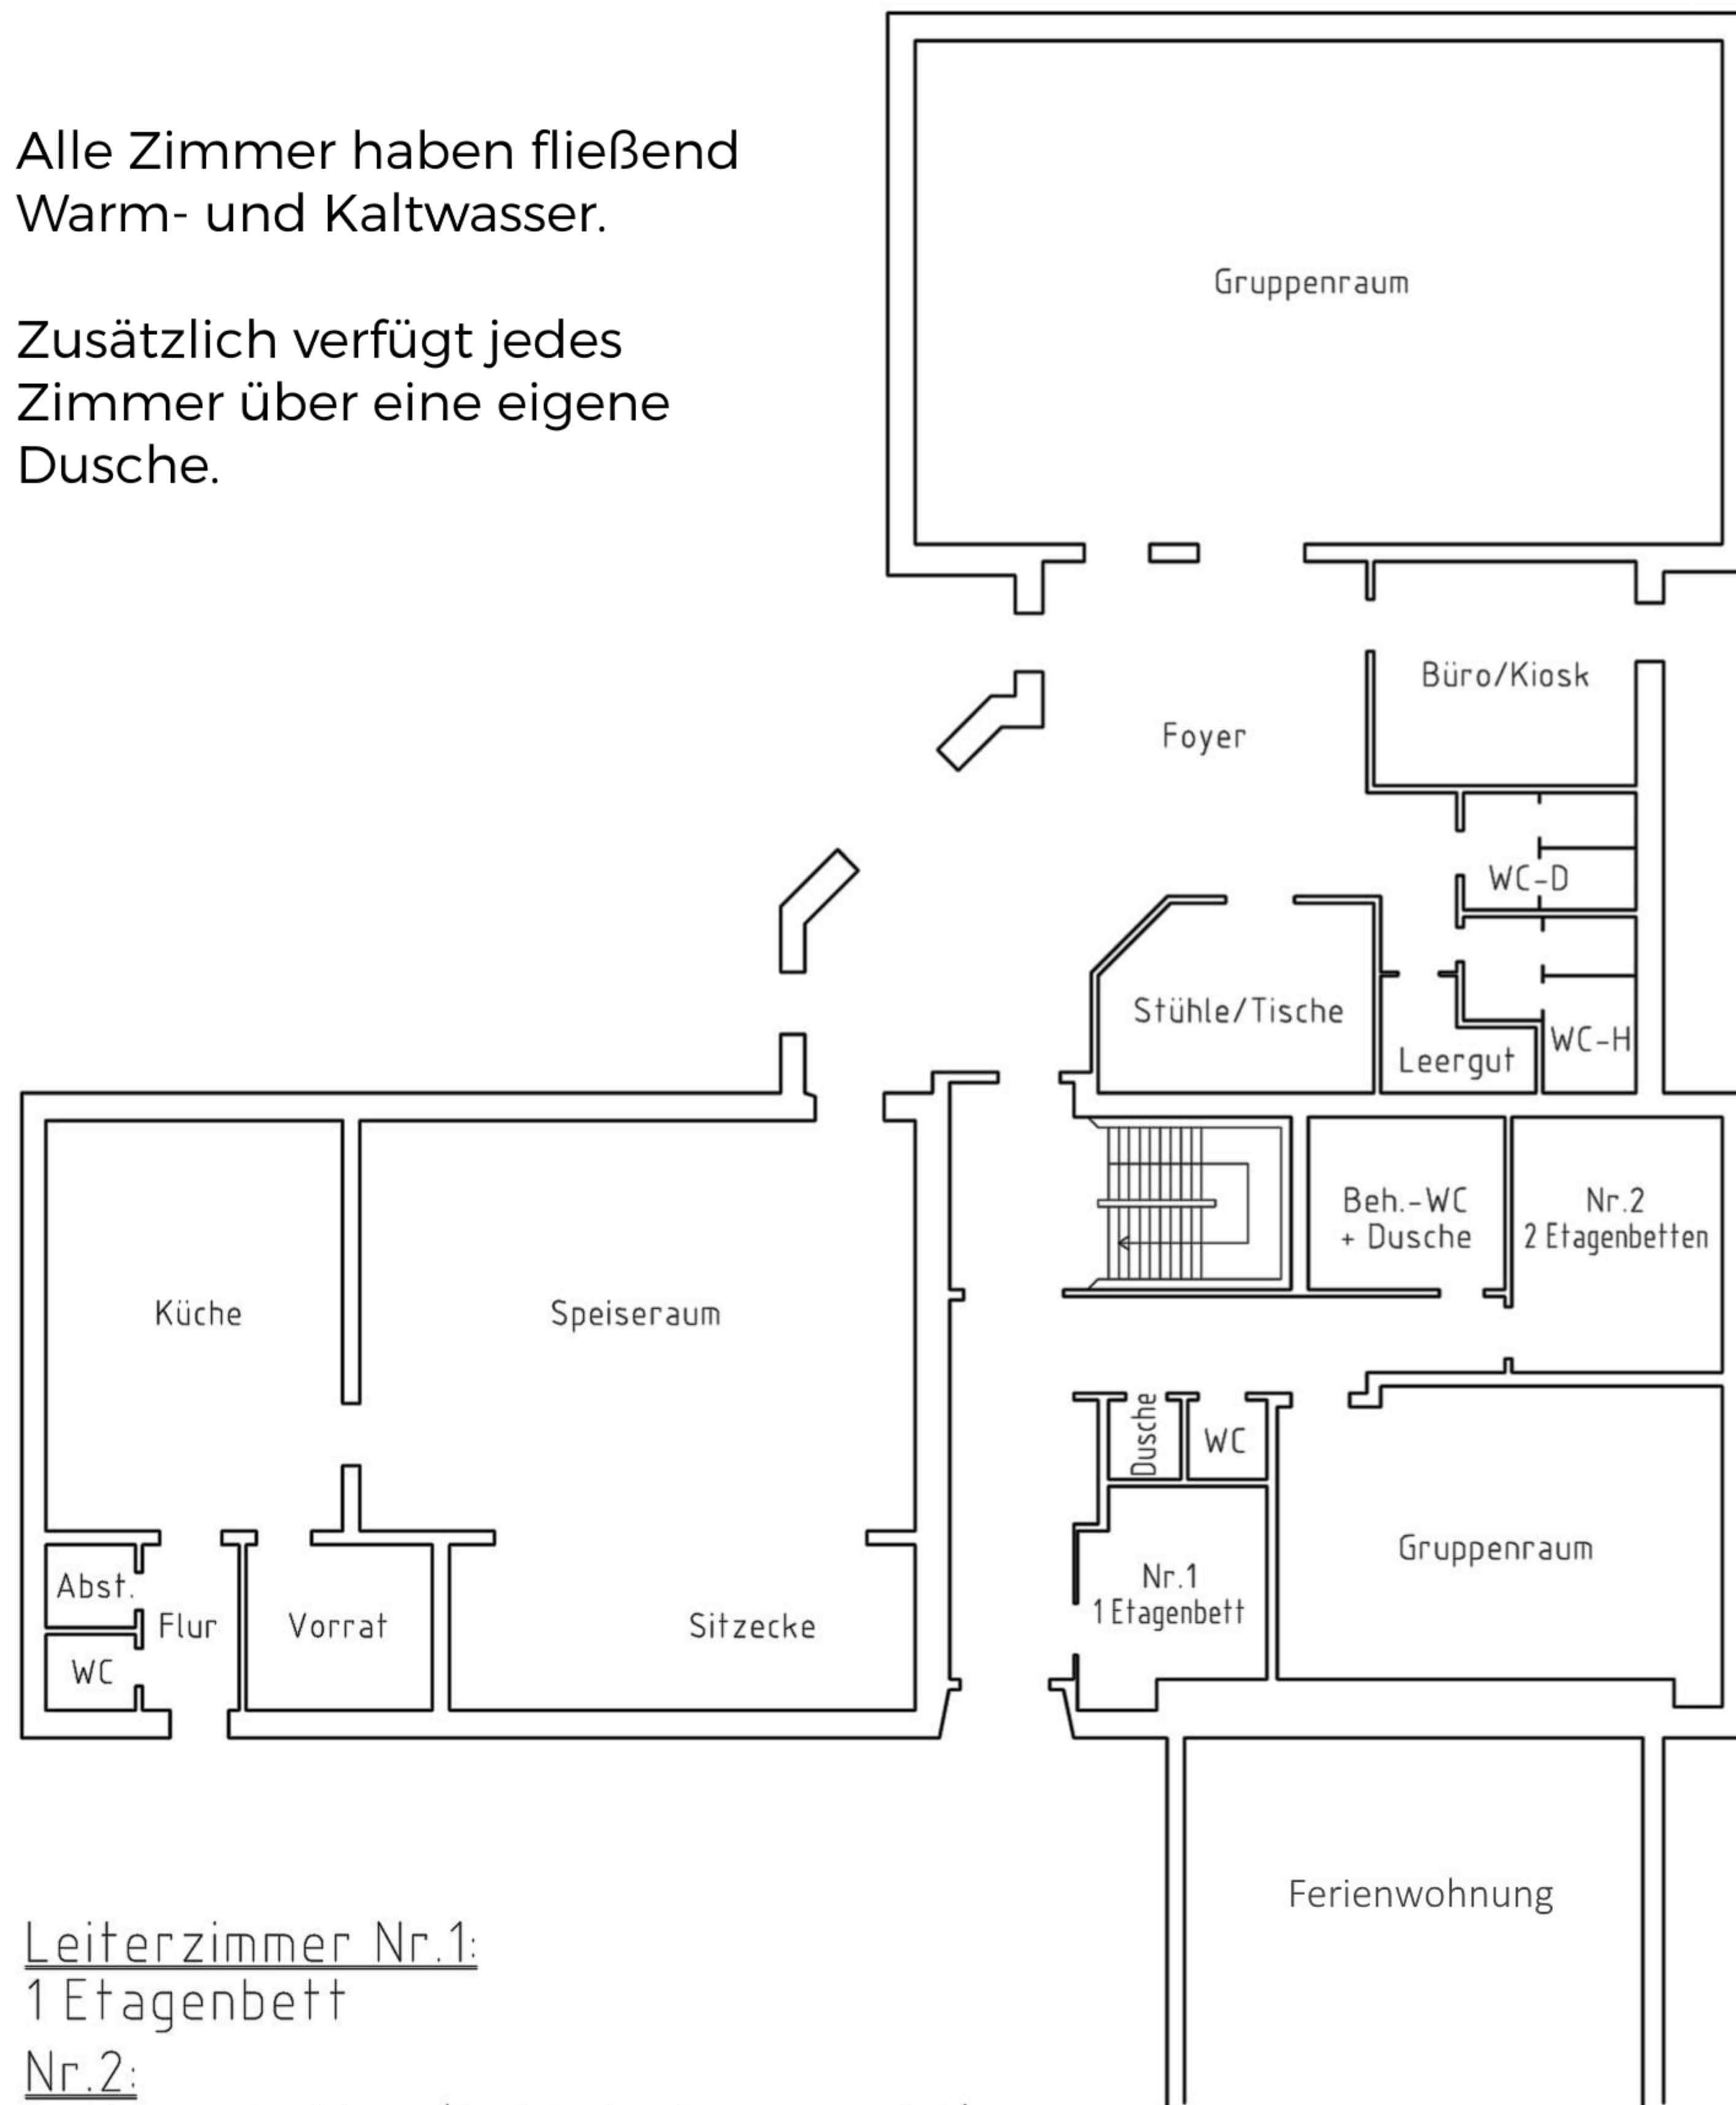 Alle Zimmer haben fließend
Warm- und Kaltwasser.
Zusätzlich verfügt jedes
Zimmer über eine eigene
Dusche.
Gruppenraum
Büro/Kiosk
Foyer
WC-D
Stühle/Tische
WC-H
Leergut
Beh.-WC
+ Dusche
Nr.2
2 Etagenbetten
Küche
Speiseraum
Dusche
WC
Gruppenraum
Nr.1
1 Etagenbett
Abst.
Flur
Vorrat
Sitzecke
WC
Ferienwohnung
Leiterzimmer Nr.1:
1 Etagenbett
Nr.2: